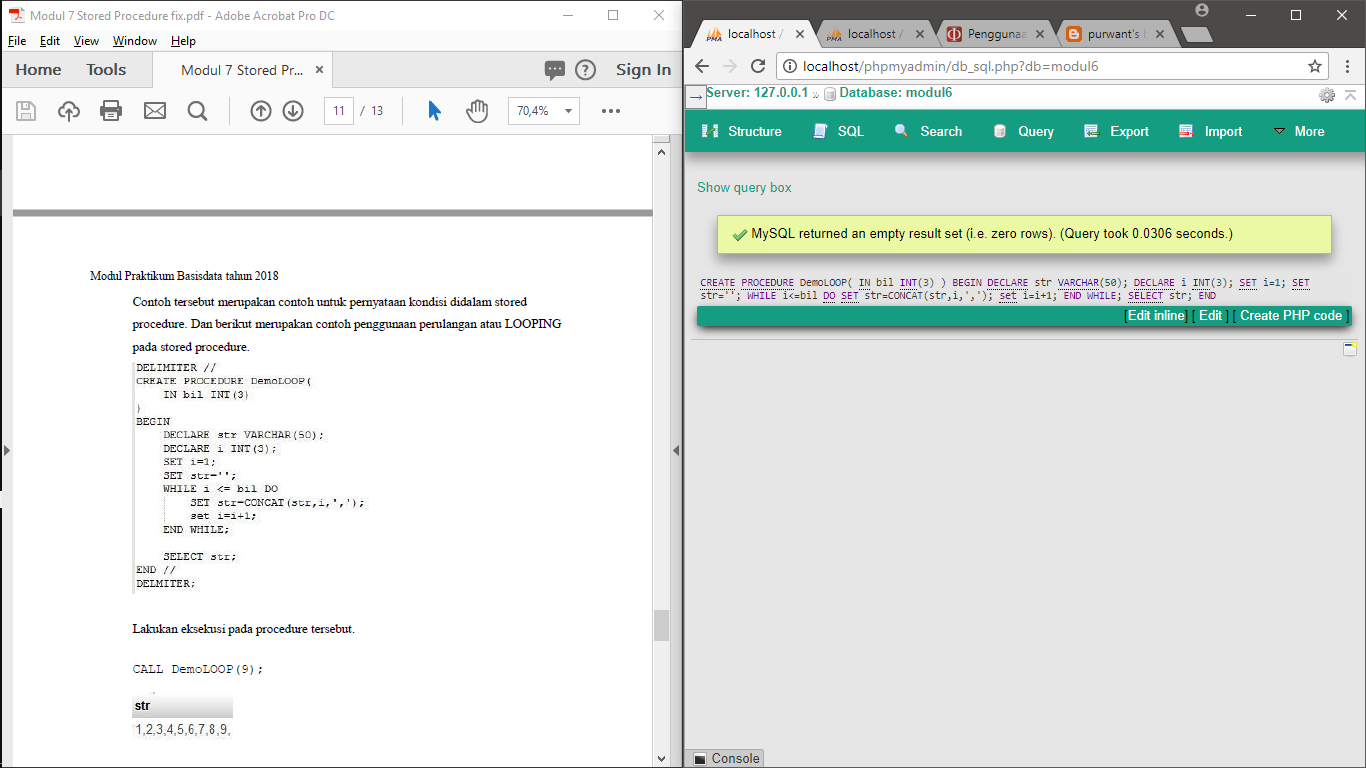 Modul 7 Stored Procedure fix.pdf - Adobe Acrobat Pro DC
File Edit View Window Help
Home Tools Modul 7 Stored Pr... × Sign In
11 / 13 70,4%
Modul Praktikum Basisdata tahun 2018
Contoh tersebut merupakan contoh untuk pernyataan kondisi didalam stored
procedure. Dan berikut merupakan contoh penggunaan perulangan atau LOOPING
pada stored procedure.
DELIMITER //
CREATE PROCEDURE DemoLOOP(
IN bil INT(3)
)
BEGIN
DECLARE str VARCHAR(50);
DECLARE i INT(3);
SET i=1;
SET str='';
WHILE i <= bil DO
SET str=CONCAT(str,i,',');
set i=i+1;
END WHILE;
SELECT str;
END //
DELMITER;
Lakukan eksekusi pada procedure tersebut.
CALL DemoLOOP(9);
str
1,2,3,4,5,6,7,8,9,
PMA localhost / × PMA localhost / × Penggunaa × purwant's ×
localhost/phpmyadmin/db_sql.php?db=modul6
Server: 127.0.0.1 » Database: modul6
Structure SQL Search Query Export Import More
Show query box
MySQL returned an empty result set (i.e. zero rows). (Query took 0.0306 seconds.)
CREATE PROCEDURE DemoLOOP( IN bil INT(3) ) BEGIN DECLARE str VARCHAR(50); DECLARE i INT(3); SET i=1; SET
str=''; WHILE i<=bil DO SET str=CONCAT(str,i,','); set i=i+1; END WHILE; SELECT str; END
[Edit inline] [ Edit ] [ Create PHP code ]
Console